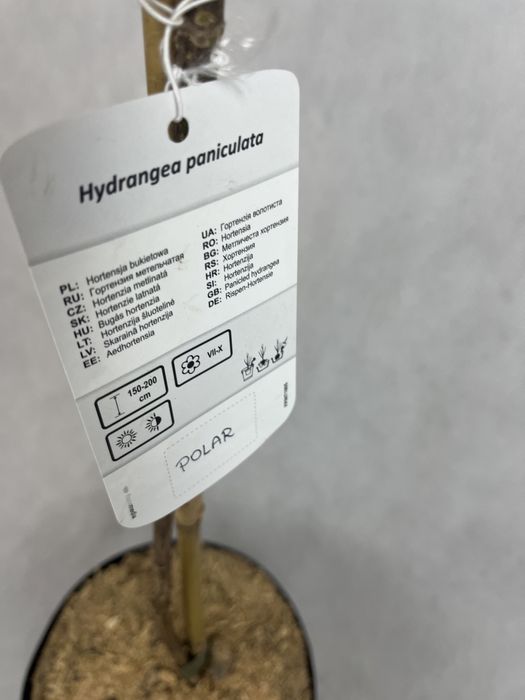 Hydrangea paniculata
PL: Hortensja bukietowa
RU: Гортензия метельчатая
CZ: Hortenzia metlinatá
SK: Hortenzie latnatá
HU: Bugás hortenzia
LT: Hortenzija šluotelinė
LV: Skarainā hortenzija
EE: Aedhortensia
UA: Гортензія волотиста
RO: Hortensia
BG: Метличеста хортензия
RS: Хортензия
HR: Hortenzija
SI: Hortenzija
GB: Panicled hydrangea
DE: Rispen-Hortensie
150-200
cm
VII-X
POLAR